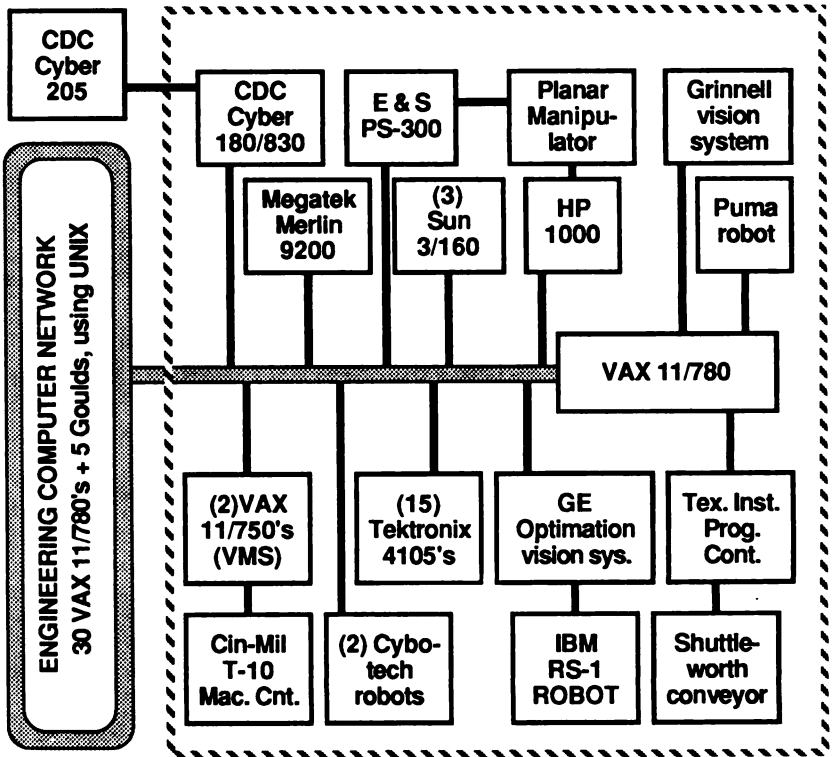 CDC
Cyber
205
CDC
Cyber
180/830
E & S
PS-300
Planar
Manipu-
lator
Grinnell
vision
system
Megatek
Merlin
9200
(3)
Sun
3/160
HP
1000
Puma
robot
ENGINEERING COMPUTER NETWORK
30 VAX 11/780's + 5 Goulds, using UNIX
VAX 11/780
(2)VAX
11/750's
(VMS)
(15)
Tektronix
4105's
GE
Optimation
vision sys.
Tex. Inst.
Prog.
Cont.
Cin-Mil
T-10
Mac. Cnt.
(2) Cybo-
tech
robots
IBM
RS-1
ROBOT
Shuttle-
worth
conveyor